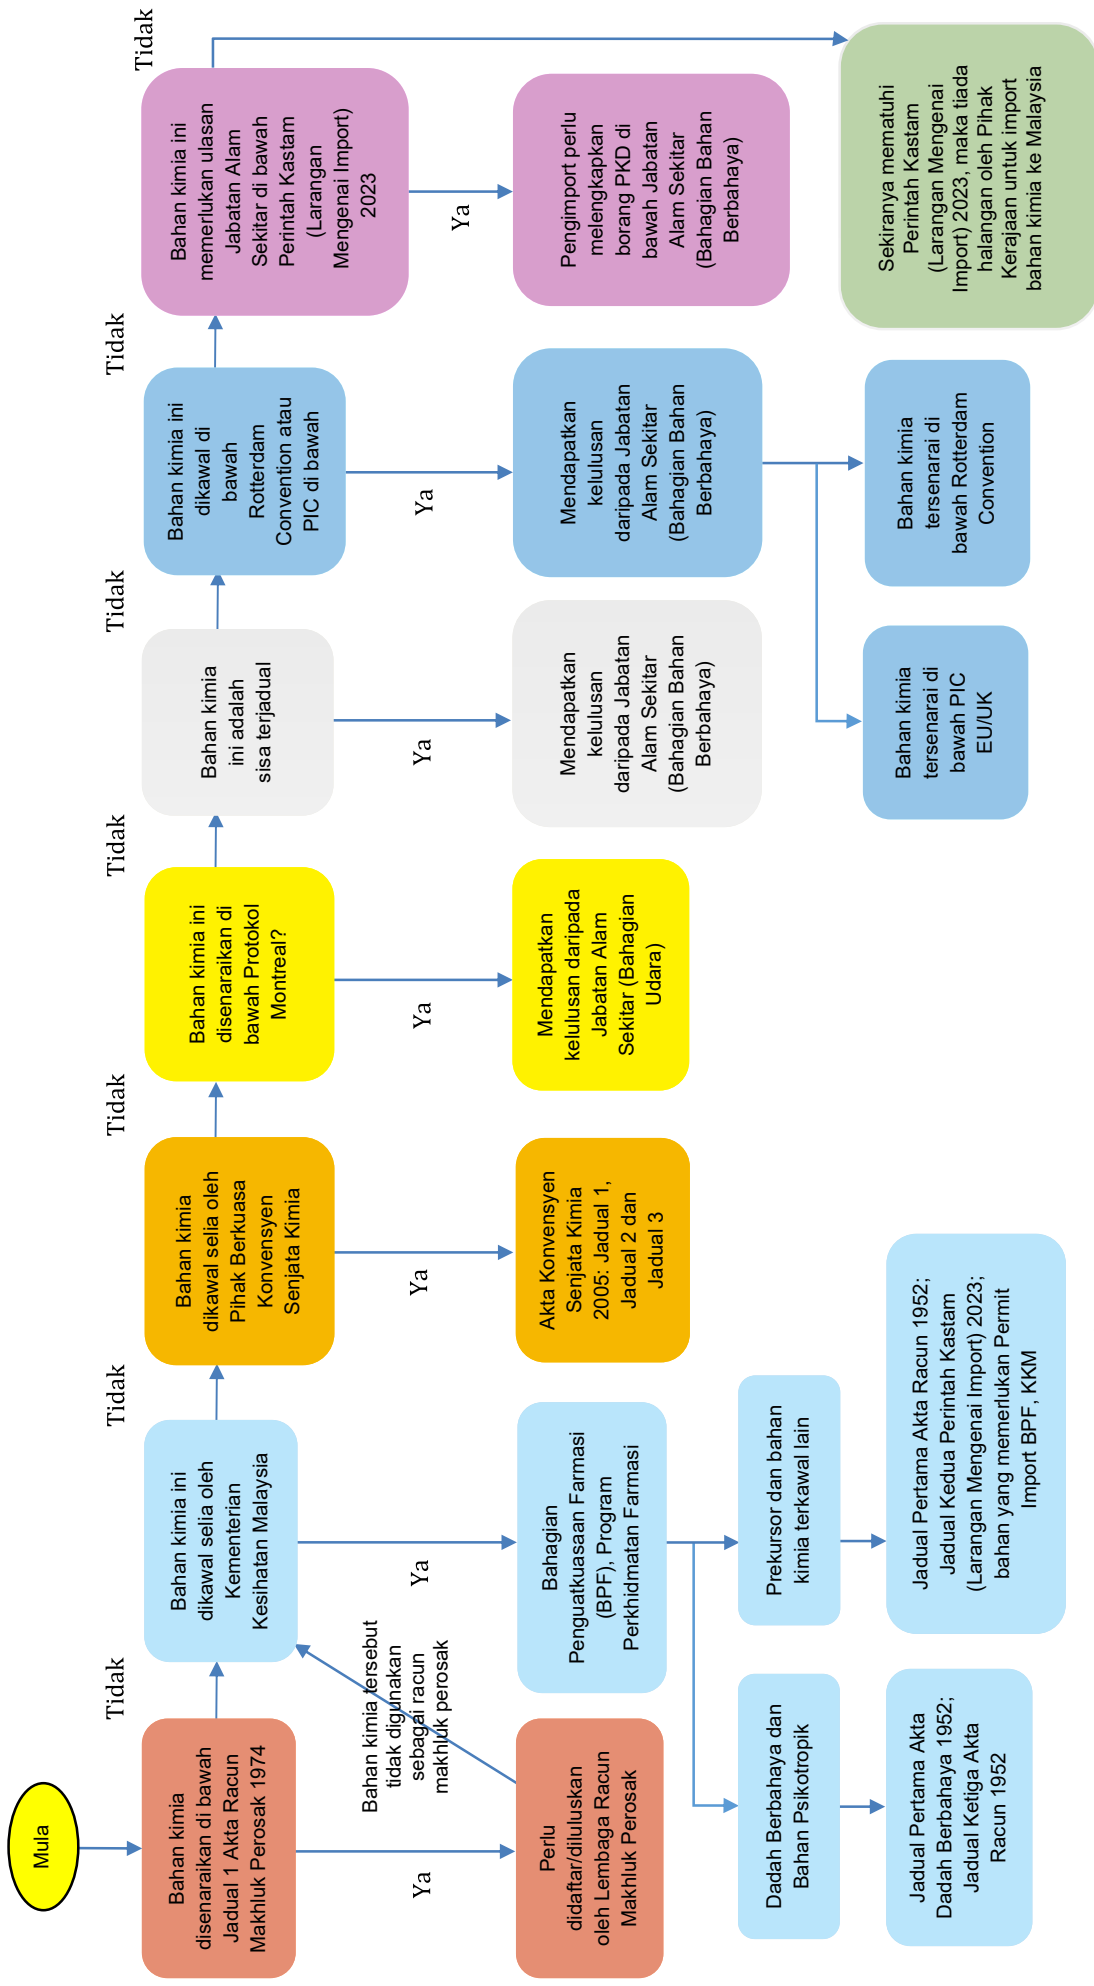 Mula
Bahan kimia
disenaraikan di bawah
Jadual 1 Akta Racun
Makhluk Perosak 1974
Tidak
Ya
Perlu
didaftar/diluluskan
oleh Lembaga Racun
Makhluk Perosak
Bahan kimia tersebut
tidak digunakan
sebagai racun
makhluk perosak
Bahan kimia ini
dikawal selia oleh
Kementerian
Kesihatan Malaysia
Tidak
Ya
Bahagian
Penguatkuasaan Farmasi
(BPF), Program
Perkhidmatan Farmasi
Dadah Berbahaya dan
Bahan Psikotropik
Jadual Pertama Akta
Dadah Berbahaya 1952;
Jadual Ketiga Akta
Racun 1952
Prekursor dan bahan
kimia terkawal lain
Jadual Pertama Akta Racun 1952;
Jadual Kedua Perintah Kastam
(Larangan Mengenai Import) 2023;
bahan yang memerlukan Permit
Import BPF, KKM
Bahan kimia
dikawal selia oleh
Pihak Berkuasa
Konvensyen
Senjata Kimia
Tidak
Ya
Akta Konvensyen
Senjata Kimia
2005: Jadual 1,
Jadual 2 dan
Jadual 3
Bahan kimia ini
disenaraikan di
bawah Protokol
Montreal?
Tidak
Ya
Mendapatkan
kelulusan daripada
Jabatan Alam
Sekitar (Bahagian
Udara)
Bahan kimia
ini adalah
sisa terjadual
Tidak
Ya
Mendapatkan
kelulusan
daripada Jabatan
Alam Sekitar
(Bahagian Bahan
Berbahaya)
Bahan kimia ini
dikawal di
bawah
Rotterdam
Convention atau
PIC di bawah
Tidak
Ya
Mendapatkan
kelulusan
daripada Jabatan
Alam Sekitar
(Bahagian Bahan
Berbahaya)
Bahan kimia
tersenarai di
bawah PIC
EU/UK
Bahan kimia
tersenarai di
bawah Rotterdam
Convention
Bahan kimia ini
memerlukan ulasan
Jabatan Alam
Sekitar di bawah
Perintah Kastam
(Larangan
Mengenai Import)
2023
Tidak
Ya
Pengimport perlu
melengkapkan
borang PKD di
bawah Jabatan
Alam Sekitar
(Bahagian Bahan
Berbahaya)
Sekiranya mematuhi
Perintah Kastam
(Larangan Mengenai
Import) 2023, maka tiada
halangan oleh Pihak
Kerajaan untuk import
bahan kimia ke Malaysia